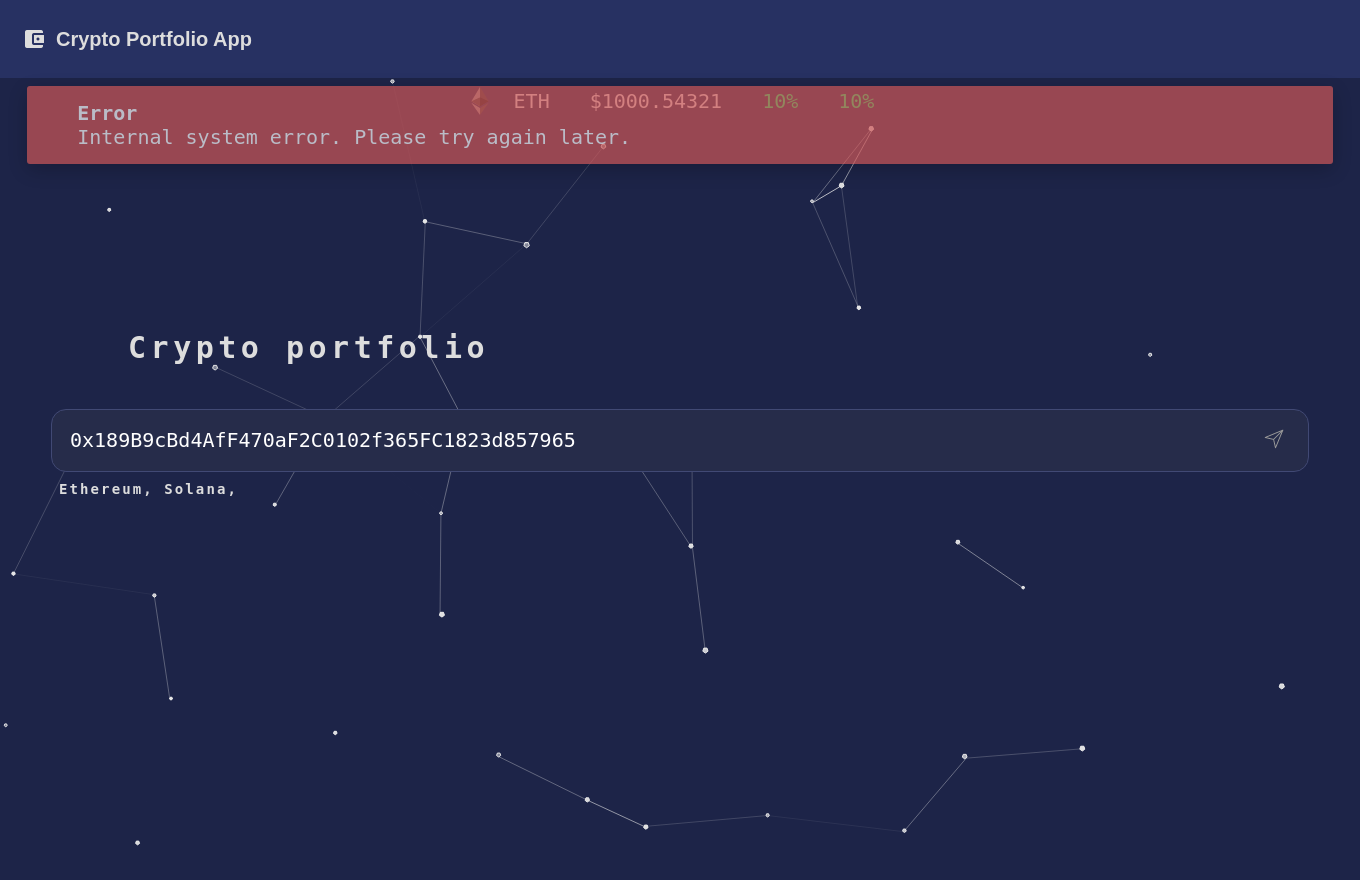 Crypto Portfolio App
ETH $1000.54321 10% 10%
Error
Internal system error. Please try again later.
Crypto portfolio
0x189B9cBd4AfF470aF2C0102f365FC1823d857965
Ethereum, Solana,